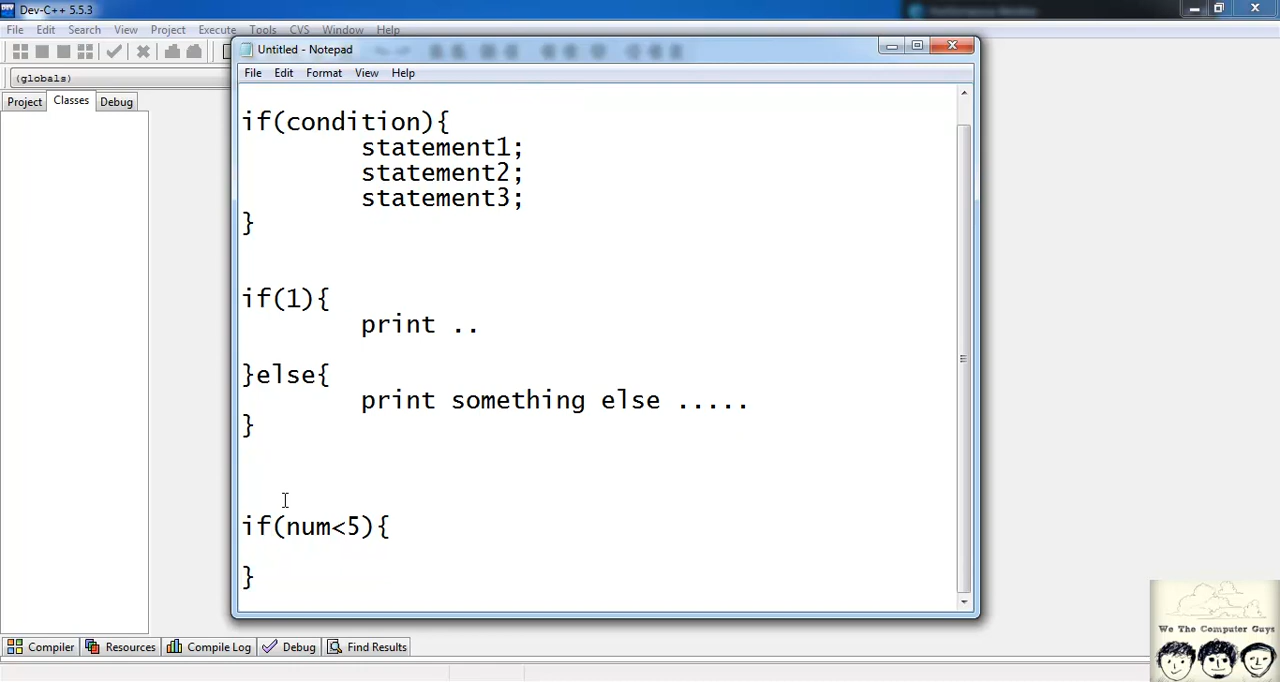 Dev-C++ 5.5.3
File Edit Search View Project Execute Tools CVS Window Help
Untitled - Notepad
(globals)
File Edit Format View Help
Project Classes Debug
if(condition){
statement1;
statement2;
statement3;
}
if(1){
print ..
}else{
print something else .....
}
if(num<5){
}
We The Computer Guys
Compiler Resources Compile Log Debug Find Results